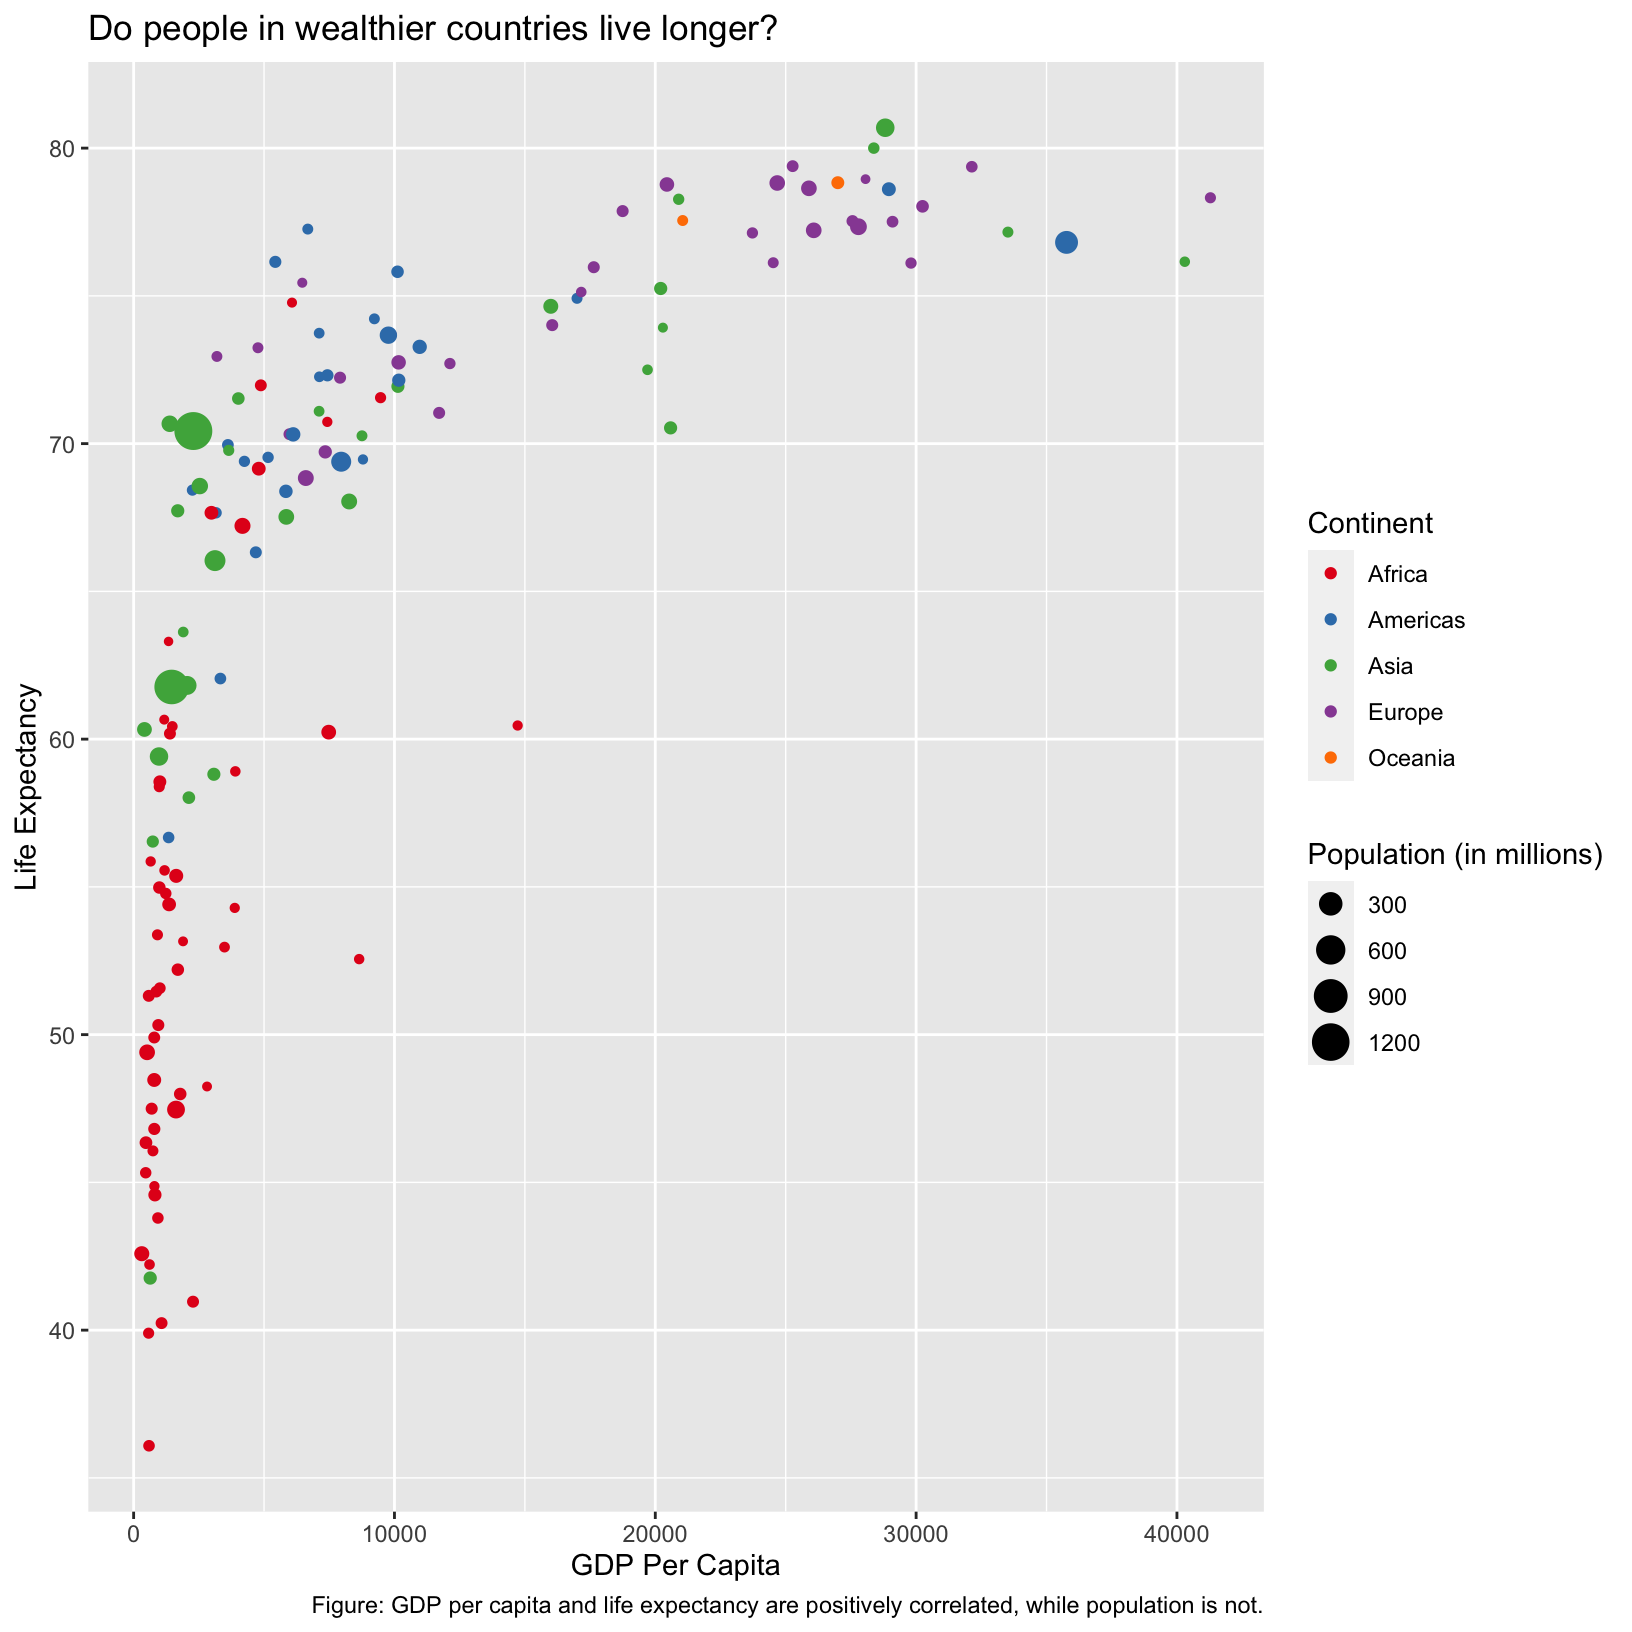 Do people in wealthier countries live longer?
80
70
60
50
40
Life Expectancy
0 10000 20000 30000 40000
GDP Per Capita
Figure: GDP per capita and life expectancy are positively correlated, while population is not.
Continent
Africa
Americas
Asia
Europe
Oceania
Population (in millions)
300
600
900
1200